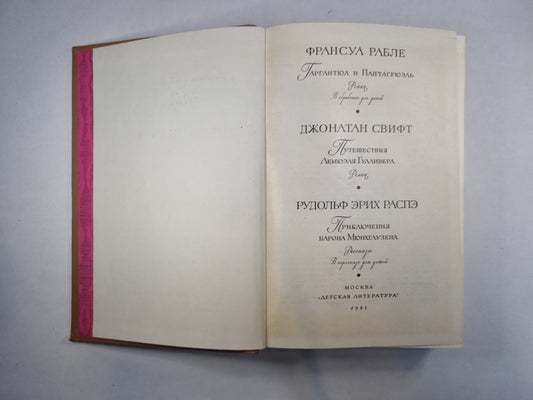 ФРАНСУА РАБЛЕ
Гаргантюа и Пантагрюэль
Роман
В обработке для детей
ДЖОНАТАН СВИФТ
Путешествия
Лемюэля Гулливера
Роман
РУДОЛЬФ ЭРИХ РАСПЭ
Приключения
барона Мюнхгаузена
Рассказы
В пересказе для детей
МОСКВА
"ДЕТСКАЯ ЛИТЕРАТУРА"